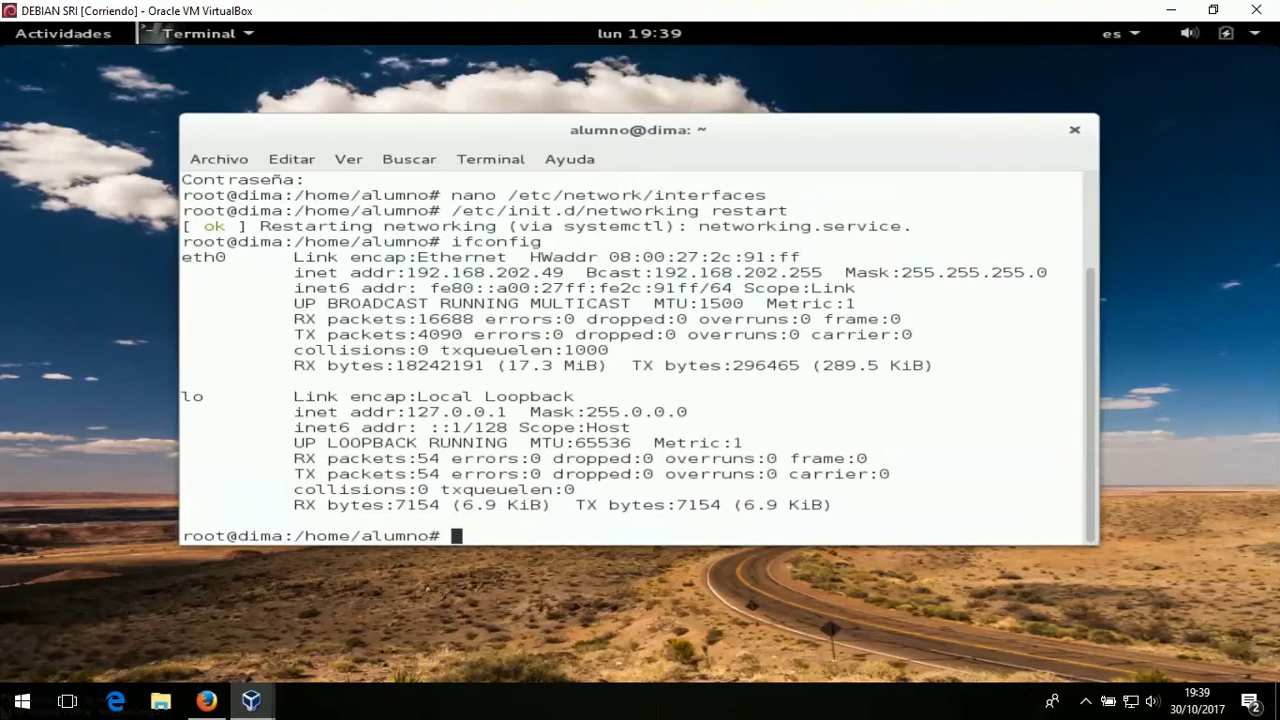 DEBIAN SRI [Corriendo] - Oracle VM VirtualBox
Actividades Terminal lun 19:39 es
alumno@dima: ~
Archivo Editar Ver Buscar Terminal Ayuda
Contraseña:
root@dima:/home/alumno# nano /etc/network/interfaces
root@dima:/home/alumno# /etc/init.d/networking restart
[ ok ] Restarting networking (via systemctl): networking.service.
root@dima:/home/alumno# ifconfig
eth0 Link encap:Ethernet HWaddr 08:00:27:2c:91:ff
inet addr:192.168.202.49 Bcast:192.168.202.255 Mask:255.255.255.0
inet6 addr: fe80::a00:27ff:fe2c:91ff/64 Scope:Link
UP BROADCAST RUNNING MULTICAST MTU:1500 Metric:1
RX packets:16688 errors:0 dropped:0 overruns:0 frame:0
TX packets:4090 errors:0 dropped:0 overruns:0 carrier:0
collisions:0 txqueuelen:1000
RX bytes:18242191 (17.3 MiB) TX bytes:296465 (289.5 KiB)
lo Link encap:Local Loopback
inet addr:127.0.0.1 Mask:255.0.0.0
inet6 addr: ::1/128 Scope:Host
UP LOOPBACK RUNNING MTU:65536 Metric:1
RX packets:54 errors:0 dropped:0 overruns:0 frame:0
TX packets:54 errors:0 dropped:0 overruns:0 carrier:0
collisions:0 txqueuelen:0
RX bytes:7154 (6.9 KiB) TX bytes:7154 (6.9 KiB)
root@dima:/home/alumno#
19:39
30/10/2017
2